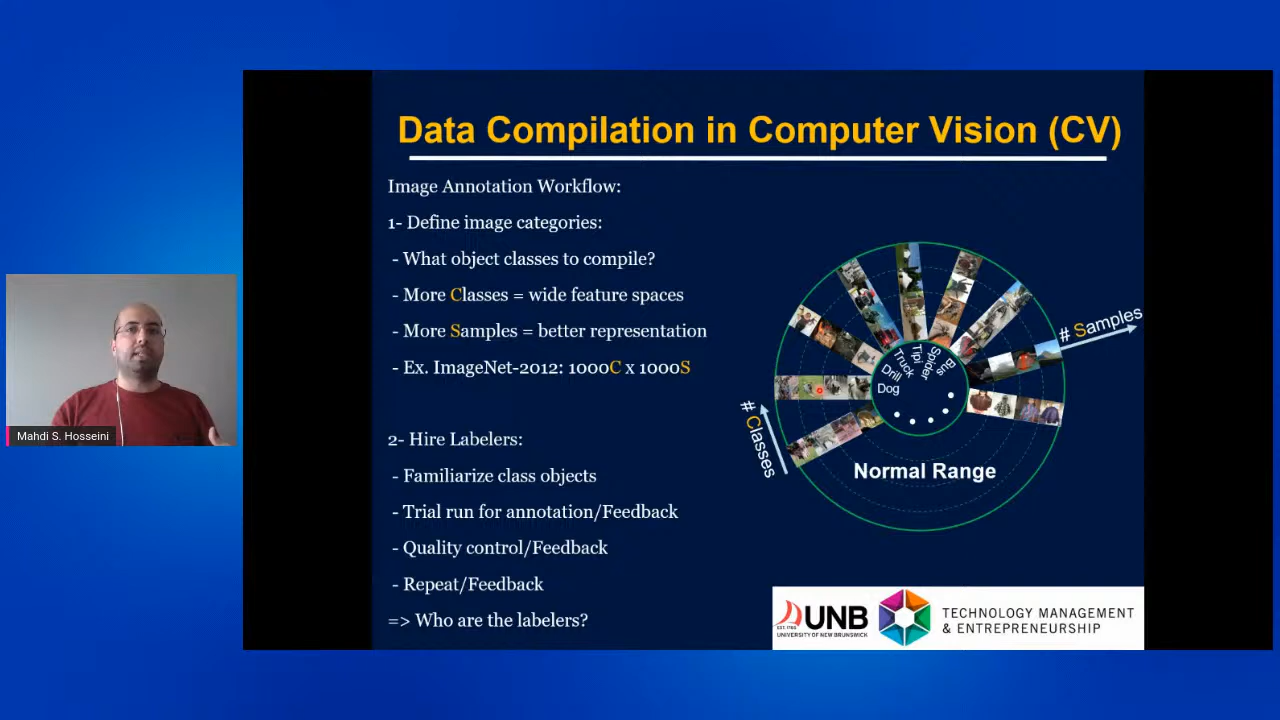 Data Compilation in Computer Vision (CV)
Image Annotation Workflow:
1- Define image categories:
- What object classes to compile?
- More Classes = wide feature spaces
- More Samples = better representation
- Ex. ImageNet-2012: 1000C x 1000S
2- Hire Labelers:
- Familiarize class objects
- Trial run for annotation/Feedback
- Quality control/Feedback
- Repeat/Feedback
=> Who are the labelers?
# Samples
# Classes
Dog
Drill
Truck
Tipi
Spider
Bus
Normal Range
Mahdi S. Hosseini
UNB
EST. 1785
UNIVERSITY OF NEW BRUNSWICK
TECHNOLOGY MANAGEMENT
& ENTREPRENEURSHIP